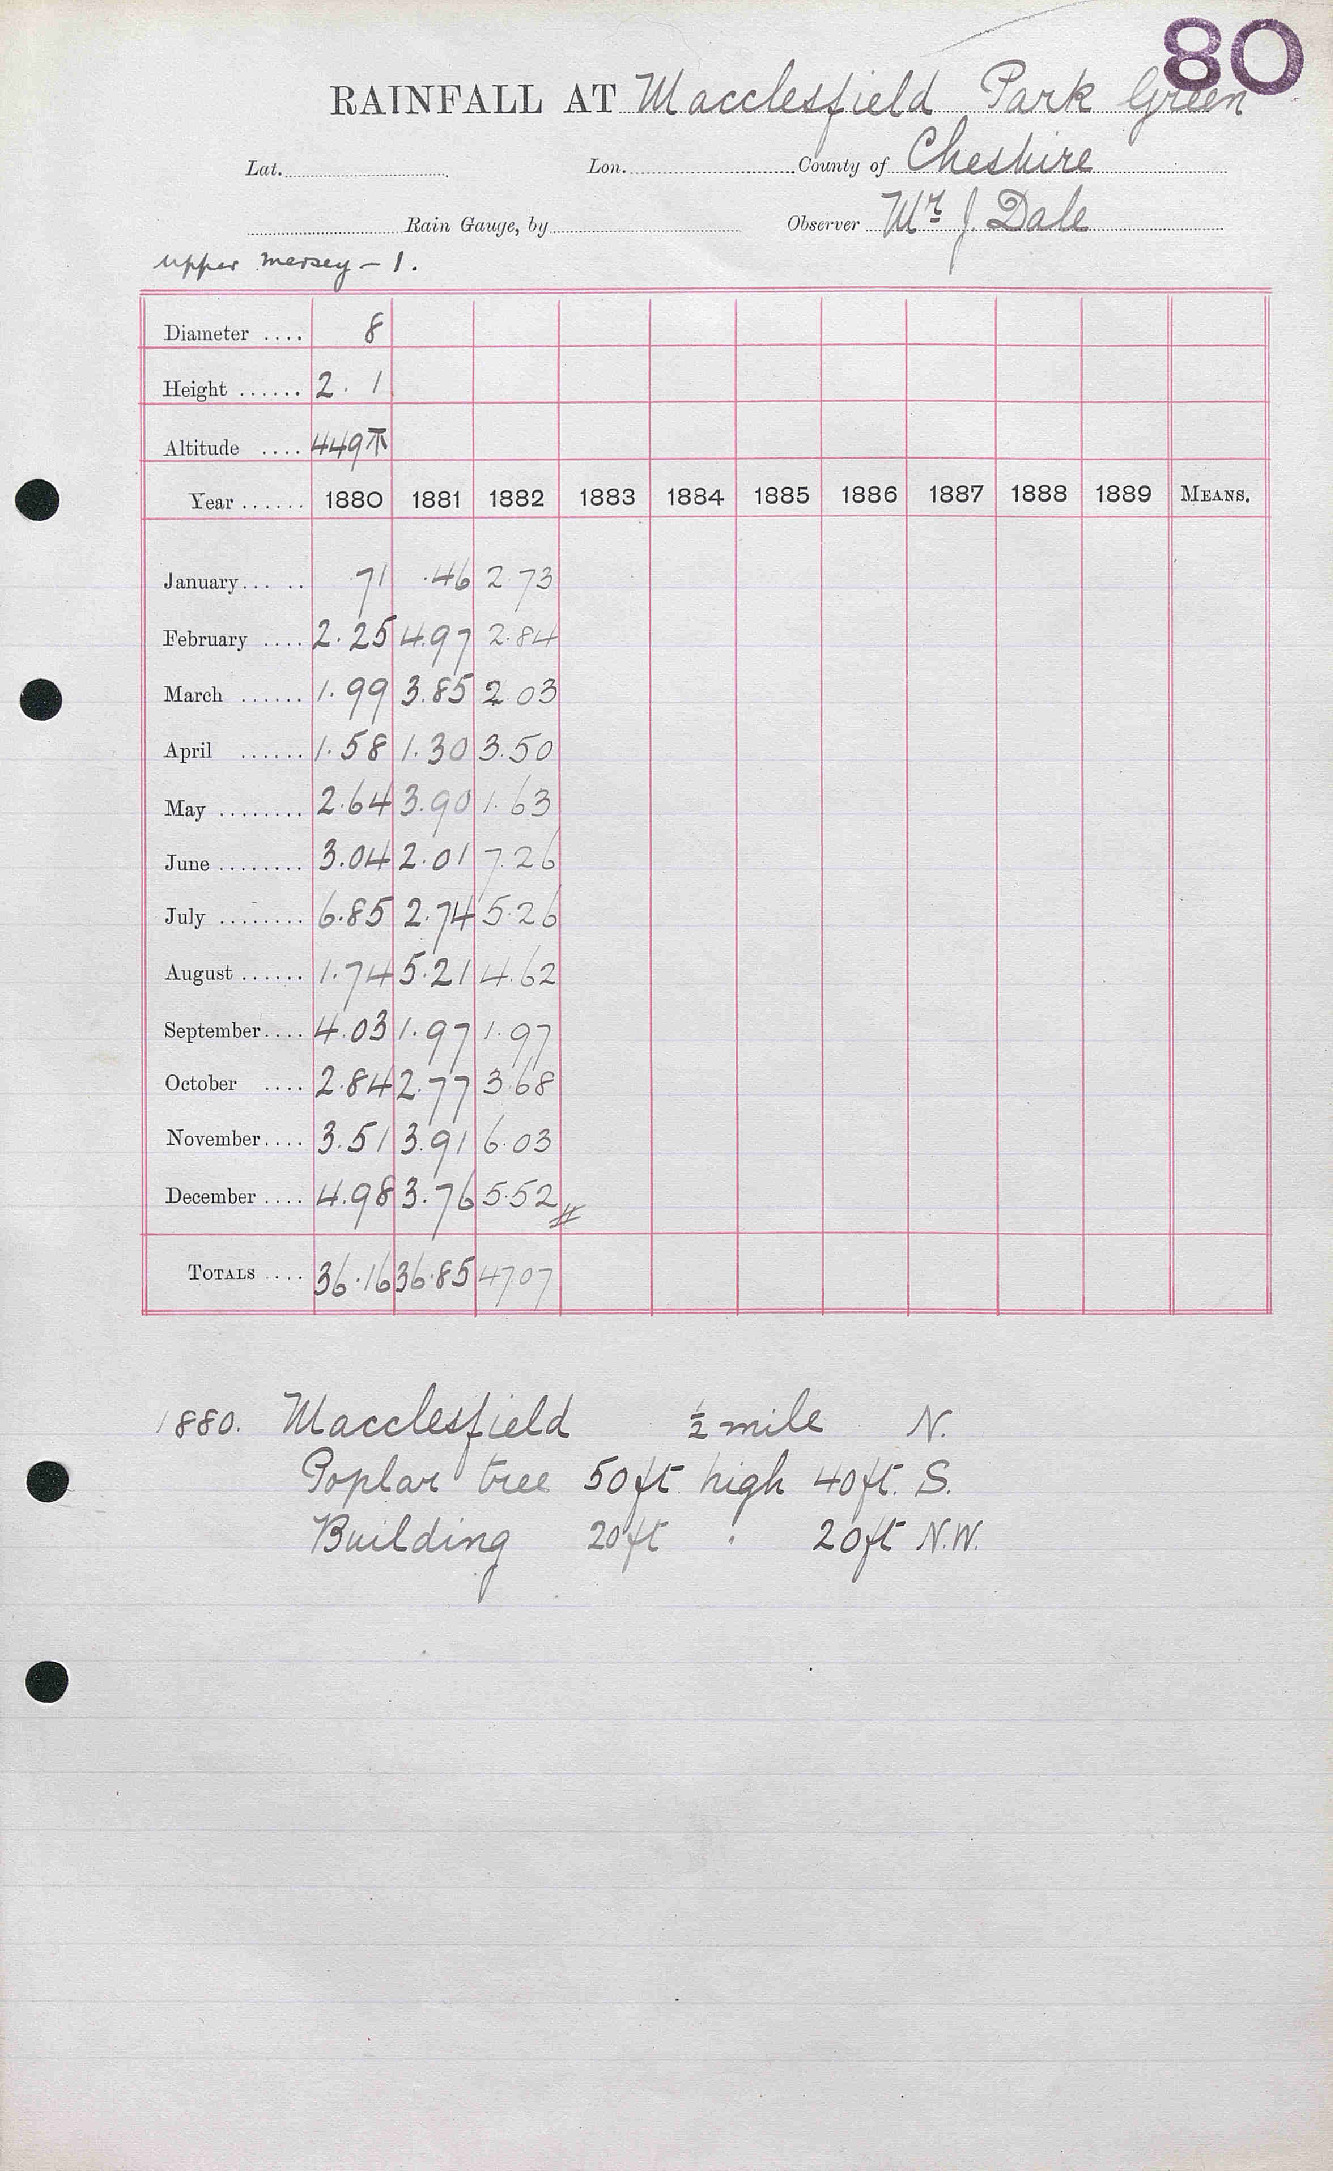 80
RAINFALL AT Macclesfield Park Green
Lat. Lon. County of Cheshire
Rain Gauge, by Observer Mr J. Dale
Upper Mersey - 1.
Diameter .... 8
Height ...... 2. 1
Altitude .... 449 T
Year ...... 1880 1881 1882 1883 1884 1885 1886 1887 1888 1889 MEANS.
January... .. .71 .46 2.73
February .... 2.25 4.97 2.84
March ...... 1.99 3.85 2.03
April ...... 1.58 1.30 3.50
May ........ 2.64 3.90 1.63
June ........ 3.04 2.01 7.26
July ........ 6.85 2.74 5.26
August ...... 1.74 5.21 4.62
September.... 4.03 1.97 1.97
October .... 2.84 2.77 3.68
November.... 3.51 3.91 6.03
December .... 4.98 3.76 5.52
TOTALS .... 36.16 36.85 47.07
1880. Macclesfield ½ mile N.
Poplar tree 50ft high 40ft. S.
Building 20ft . 20ft N.W.